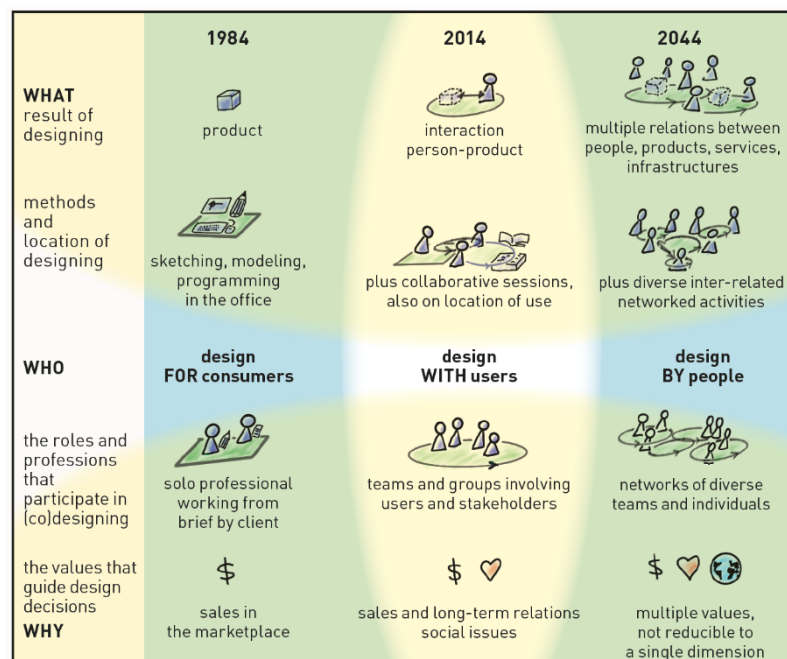 1984
2014
2044
WHAT
result of
designing
product
interaction
person-product
multiple relations between
people, products, services,
infrastructures
methods
and
location of
designing
sketching, modeling,
programming
in the office
plus collaborative sessions,
also on location of use
plus diverse inter-related
networked activities
WHO
design
FOR consumers
design
WITH users
design
BY people
the roles and
professions
that
participate in
(co)designing
solo professional
working from
brief by client
teams and groups involving
users and stakeholders
networks of diverse
teams and individuals
the values that
guide design
decisions
WHY
$
sales in
the marketplace
$
sales and long-term relations
social issues
$
multiple values,
not reducible to
a single dimension